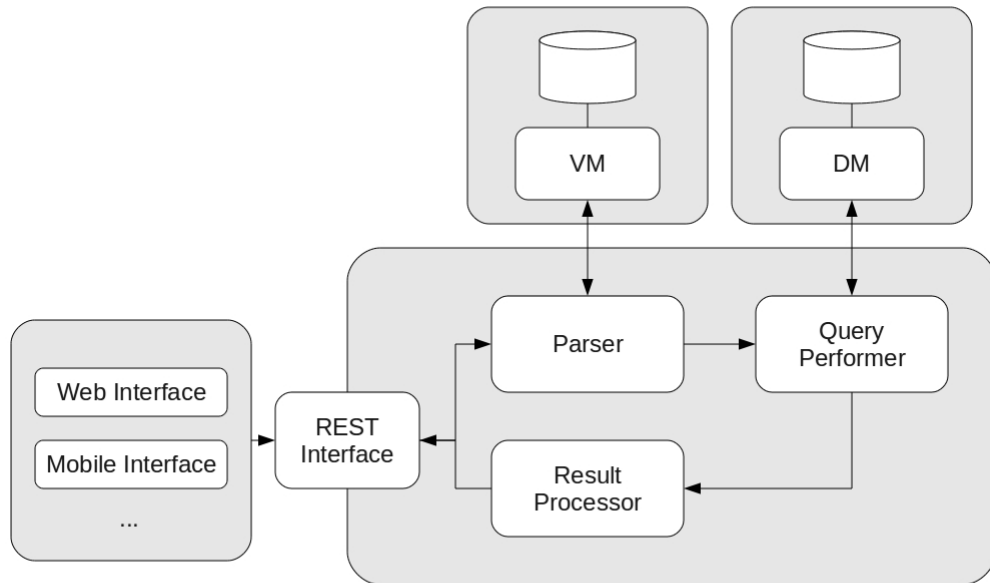 VM
DM
Parser
Query
Performer
Web Interface
REST
Interface
Mobile Interface
...
Result
Processor